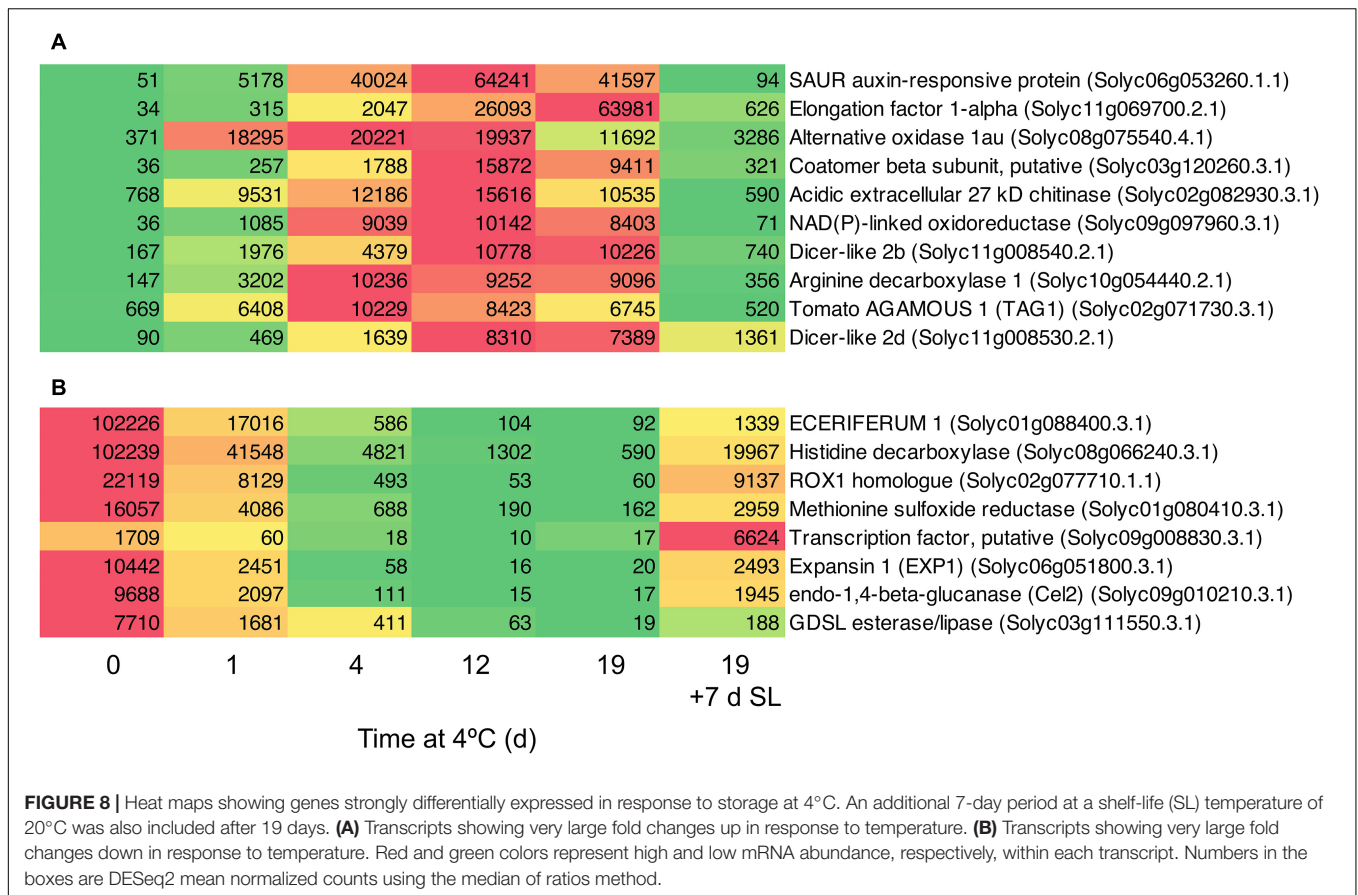 A
51 5178 40024 64241 41597 94 SAUR auxin-responsive protein (Solyc06g053260.1.1)
34 315 2047 26093 63981 626 Elongation factor 1-alpha (Solyc11g069700.2.1)
371 18295 20221 19937 11692 3286 Alternative oxidase 1au (Solyc08g075540.4.1)
36 257 1788 15872 9411 321 Coatomer beta subunit, putative (Solyc03g120260.3.1)
768 9531 12186 15616 10535 590 Acidic extracellular 27 kD chitinase (Solyc02g082930.3.1)
36 1085 9039 10142 8403 71 NAD(P)-linked oxidoreductase (Solyc09g097960.3.1)
167 1976 4379 10778 10226 740 Dicer-like 2b (Solyc11g008540.2.1)
147 3202 10236 9252 9096 356 Arginine decarboxylase 1 (Solyc10g054440.2.1)
669 6408 10229 8423 6745 520 Tomato AGAMOUS 1 (TAG1) (Solyc02g071730.3.1)
90 469 1639 8310 7389 1361 Dicer-like 2d (Solyc11g008530.2.1)
B
102226 17016 586 104 92 1339 ECERIFERUM 1 (Solyc01g088400.3.1)
102239 41548 4821 1302 590 19967 Histidine decarboxylase (Solyc08g066240.3.1)
22119 8129 493 53 60 9137 ROX1 homologue (Solyc02g077710.1.1)
16057 4086 688 190 162 2959 Methionine sulfoxide reductase (Solyc01g080410.3.1)
1709 60 18 10 17 6624 Transcription factor, putative (Solyc09g008830.3.1)
10442 2451 58 16 20 2493 Expansin 1 (EXP1) (Solyc06g051800.3.1)
9688 2097 111 15 17 1945 endo-1,4-beta-glucanase (Cel2) (Solyc09g010210.3.1)
7710 1681 411 63 19 188 GDSL esterase/lipase (Solyc03g111550.3.1)
0 1 4 12 19 19
+7 d SL
Time at 4ºC (d)
FIGURE 8 | Heat maps showing genes strongly differentially expressed in response to storage at 4°C. An additional 7-day period at a shelf-life (SL) temperature of
20°C was also included after 19 days. (A) Transcripts showing very large fold changes up in response to temperature. (B) Transcripts showing very large fold
changes down in response to temperature. Red and green colors represent high and low mRNA abundance, respectively, within each transcript. Numbers in the
boxes are DESeq2 mean normalized counts using the median of ratios method.